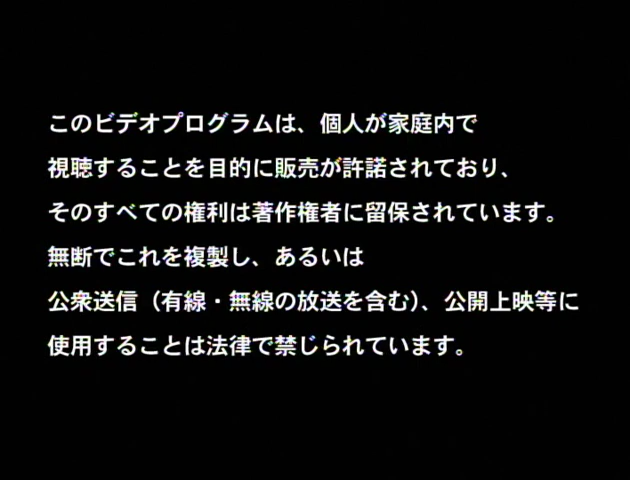 このビデオプログラムは、個人が家庭内で
視聴することを目的に販売が許諾されており、
そのすべての権利は著作権者に留保されています。
無断でこれを複製し、あるいは
公衆送信（有線・無線の放送を含む）、公開上映等に
使用することは法律で禁じられています。